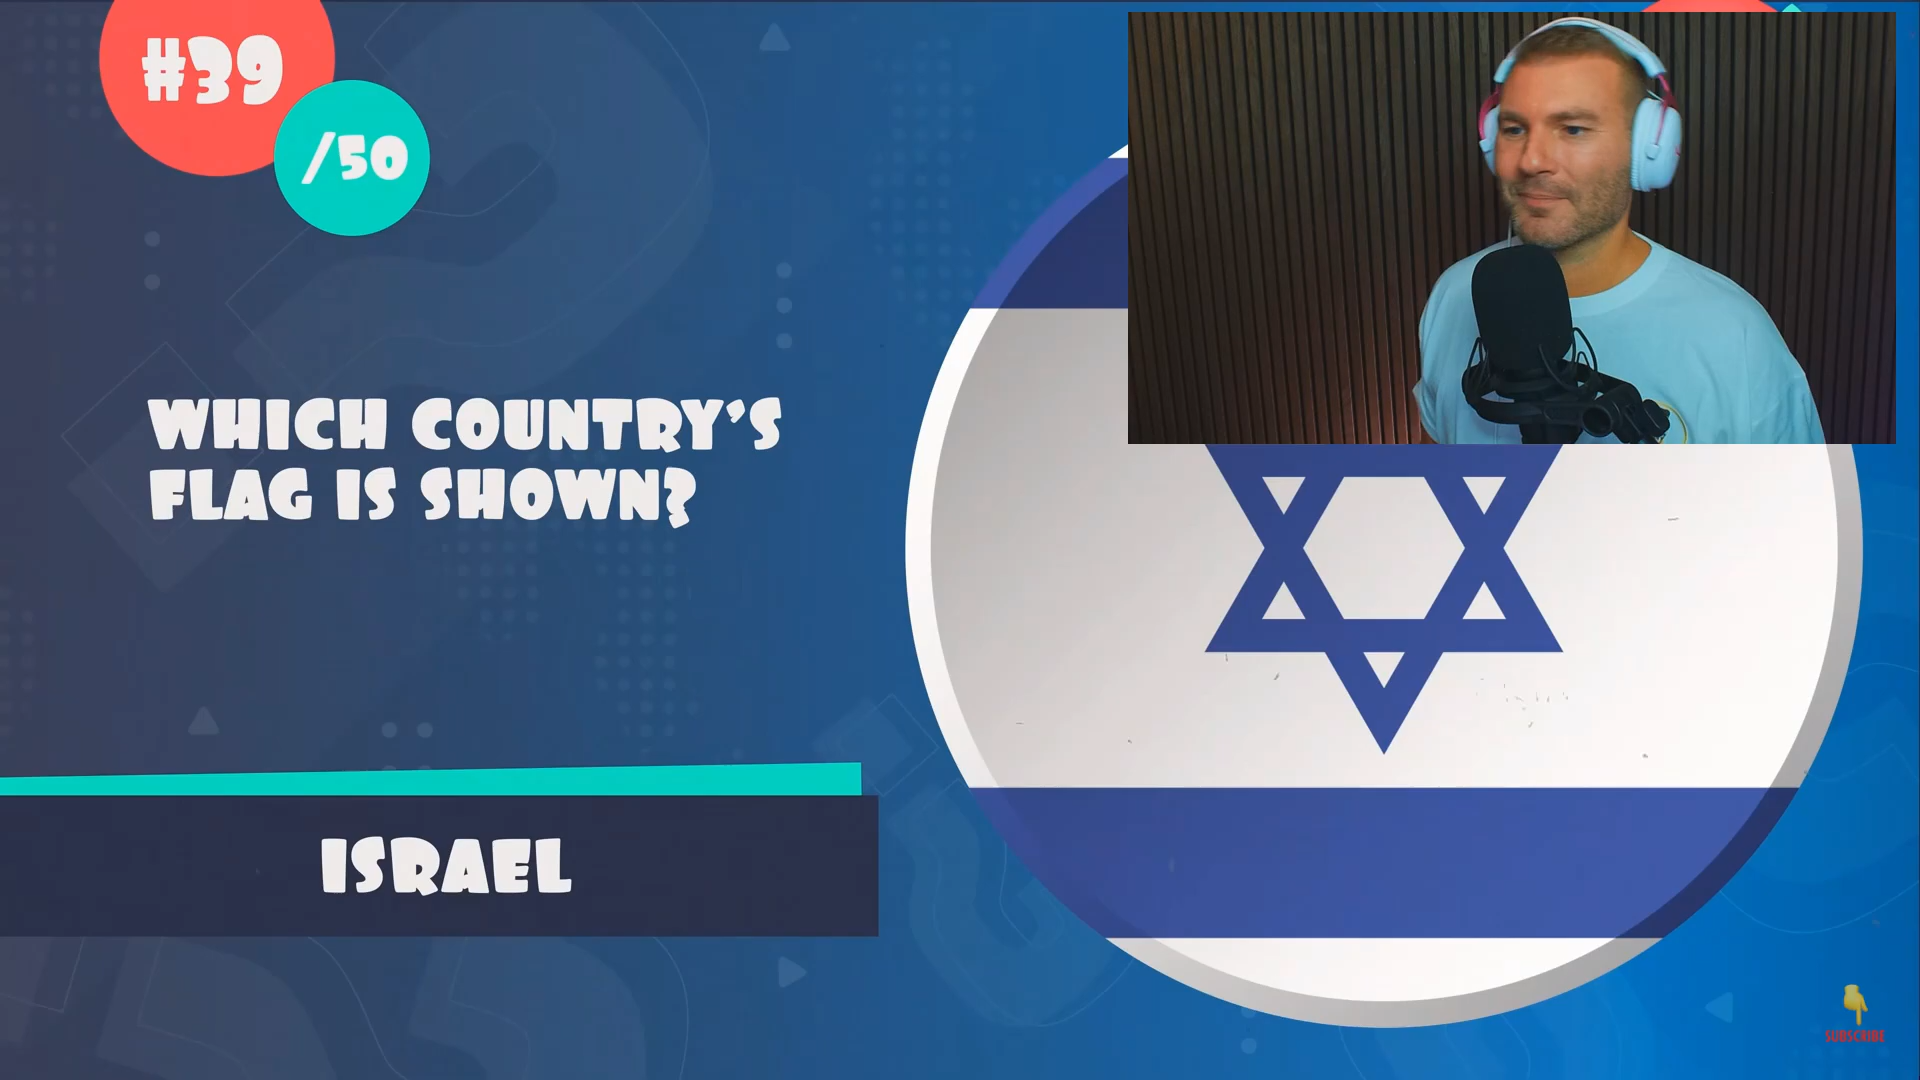 #39
/50
WHICH COUNTRY'S
FLAG IS SHOWN?
ISRAEL
SUBSCRIBE